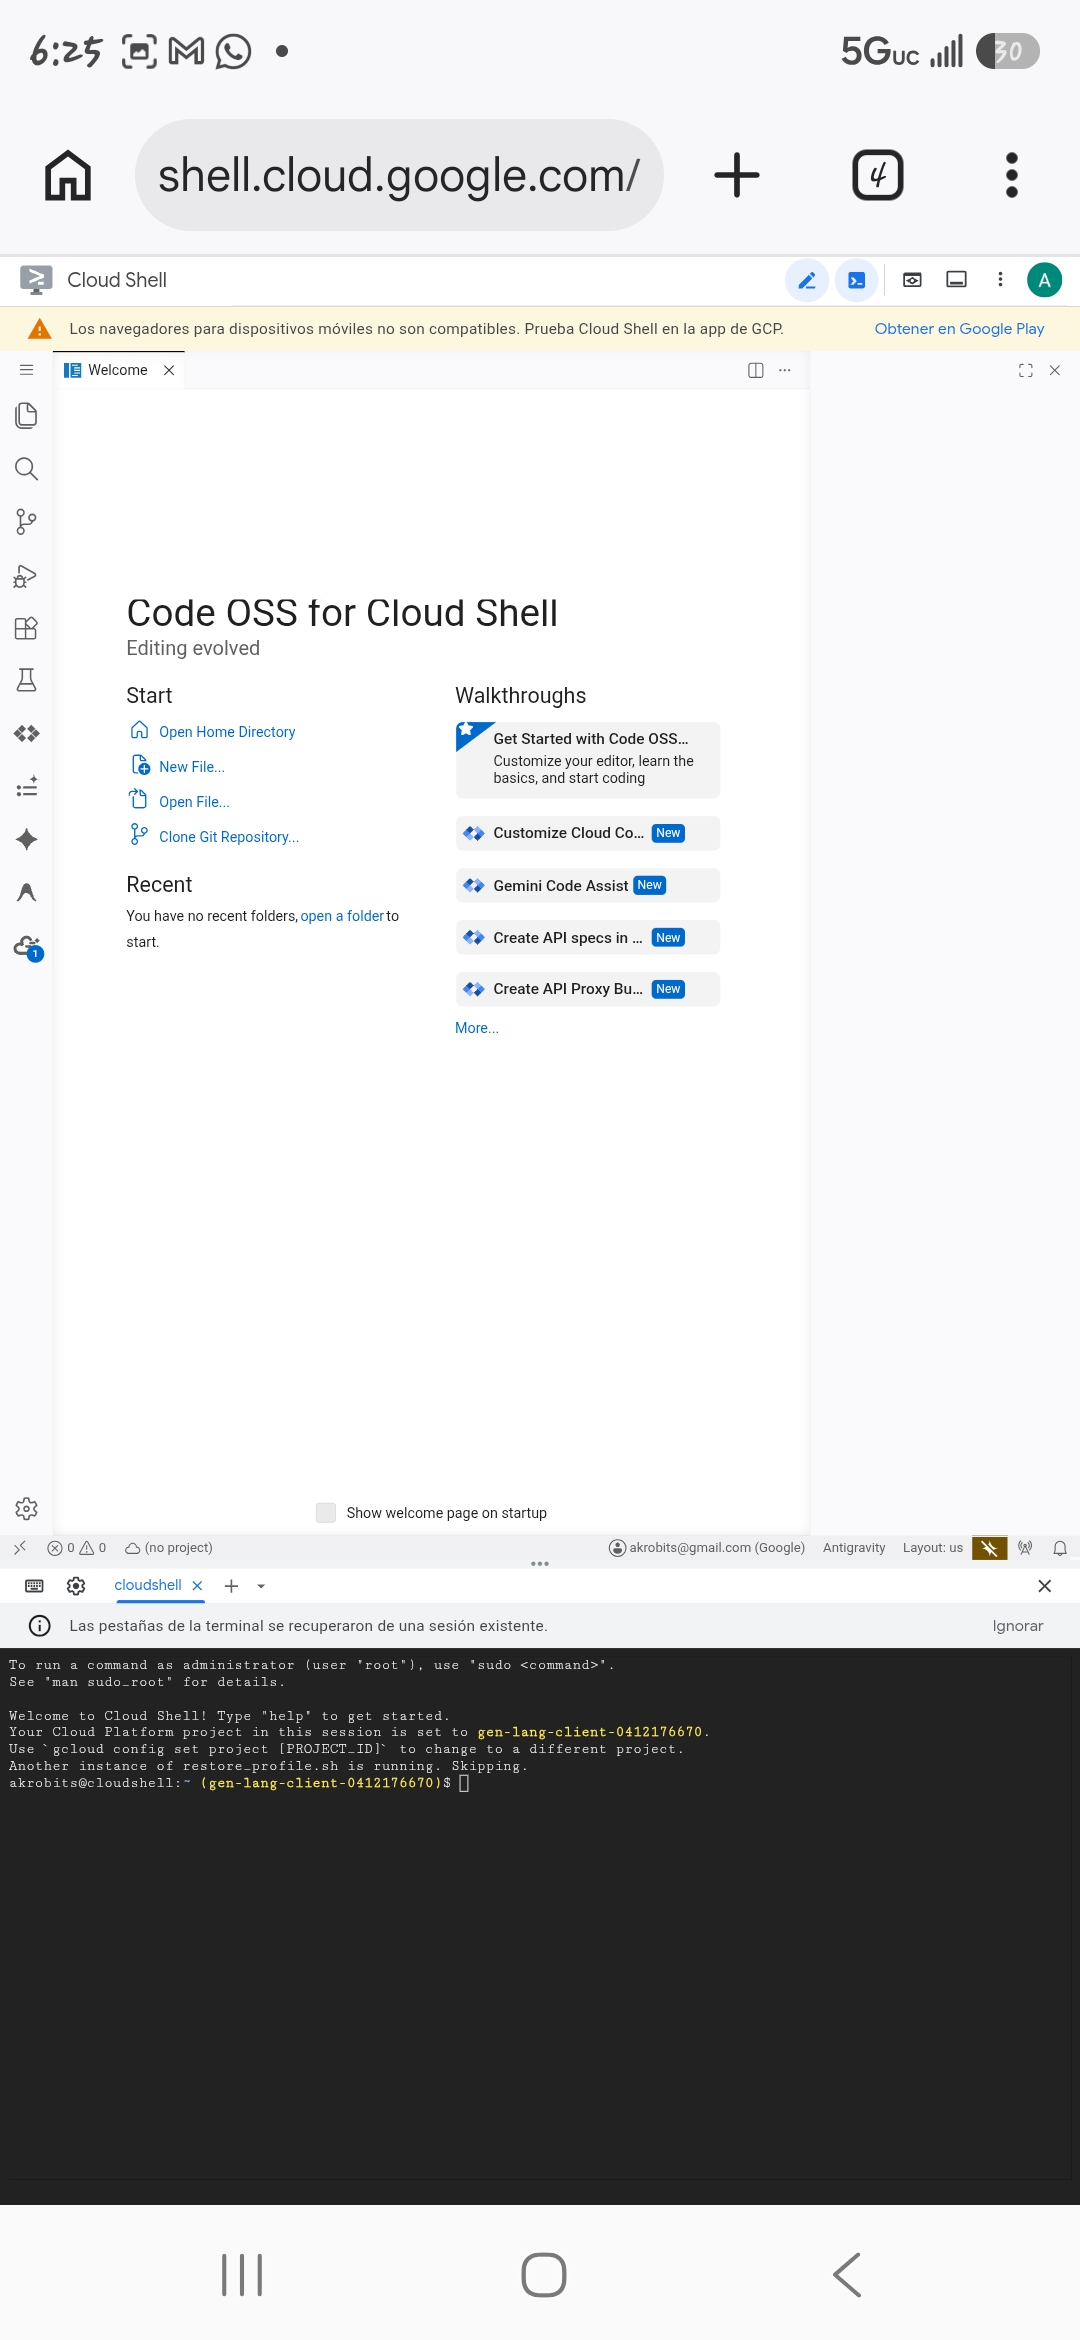 6:25
5GUC
30
shell.cloud.google.com/
4
Cloud Shell
A
Los navegadores para dispositivos móviles no son compatibles. Prueba Cloud Shell en la app de GCP.
Obtener en Google Play
Welcome
Code OSS for Cloud Shell
Editing evolved
Start
Open Home Directory
New File...
Open File...
Clone Git Repository...
Recent
You have no recent folders, open a folder to
start.
Walkthroughs
Get Started with Code OSS...
Customize your editor, learn the
basics, and start coding
Customize Cloud Co... New
Gemini Code Assist New
Create API specs in ... New
Create API Proxy Bu... New
More...
1
Show welcome page on startup
0 0 (no project)
akrobits@gmail.com (Google) Antigravity Layout: us
cloudshell
Las pestañas de la terminal se recuperaron de una sesión existente.
Ignorar
To run a command as administrator (user "root"), use "sudo <command>".
See "man sudo_root" for details.
Welcome to Cloud Shell! Type "help" to get started.
Your Cloud Platform project in this session is set to gen-lang-client-0412176670.
Use `gcloud config set project [PROJECT_ID]` to change to a different project.
Another instance of restore_profile.sh is running. Skipping.
akrobits@cloudshell:~ (gen-lang-client-0412176670)$